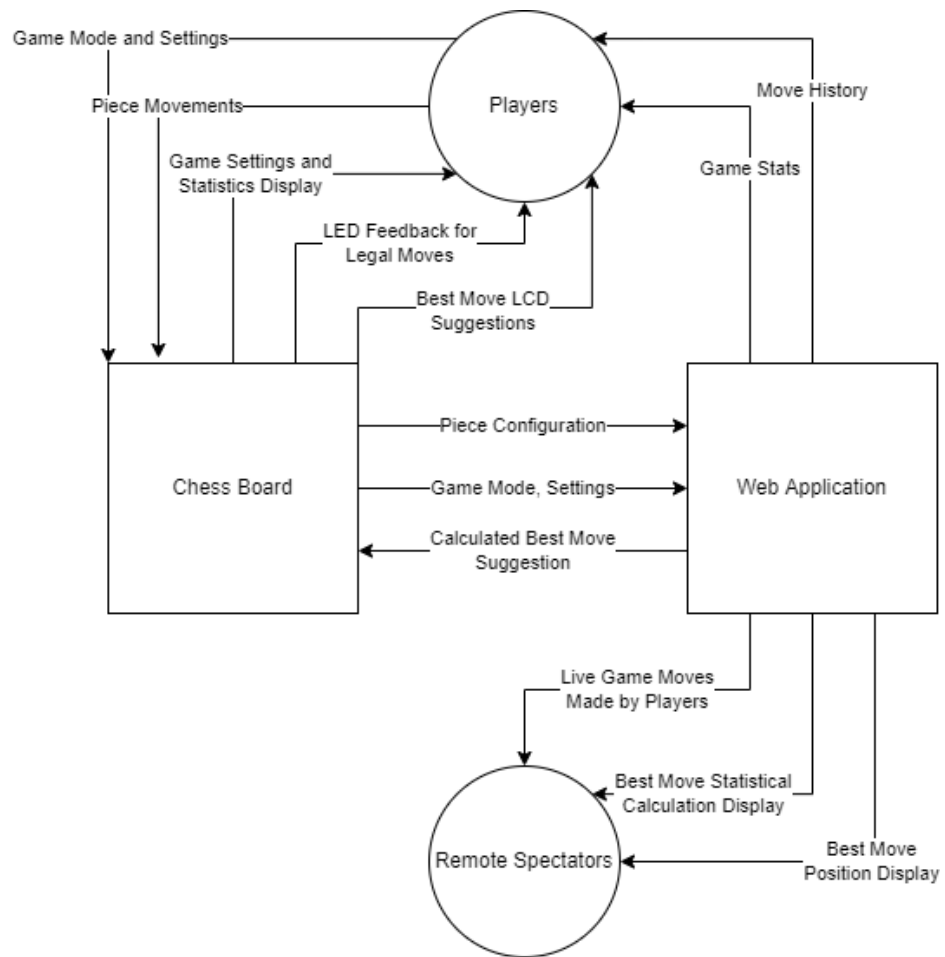 Game Mode and Settings
Players
Move History
Piece Movements
Game Settings and
Statistics Display
Game Stats
LED Feedback for
Legal Moves
Best Move LCD
Suggestions
Piece Configuration
Chess Board
Game Mode, Settings
Web Application
Calculated Best Move
Suggestion
Live Game Moves
Made by Players
Best Move Statistical
Calculation Display
Remote Spectators
Best Move
Position Display